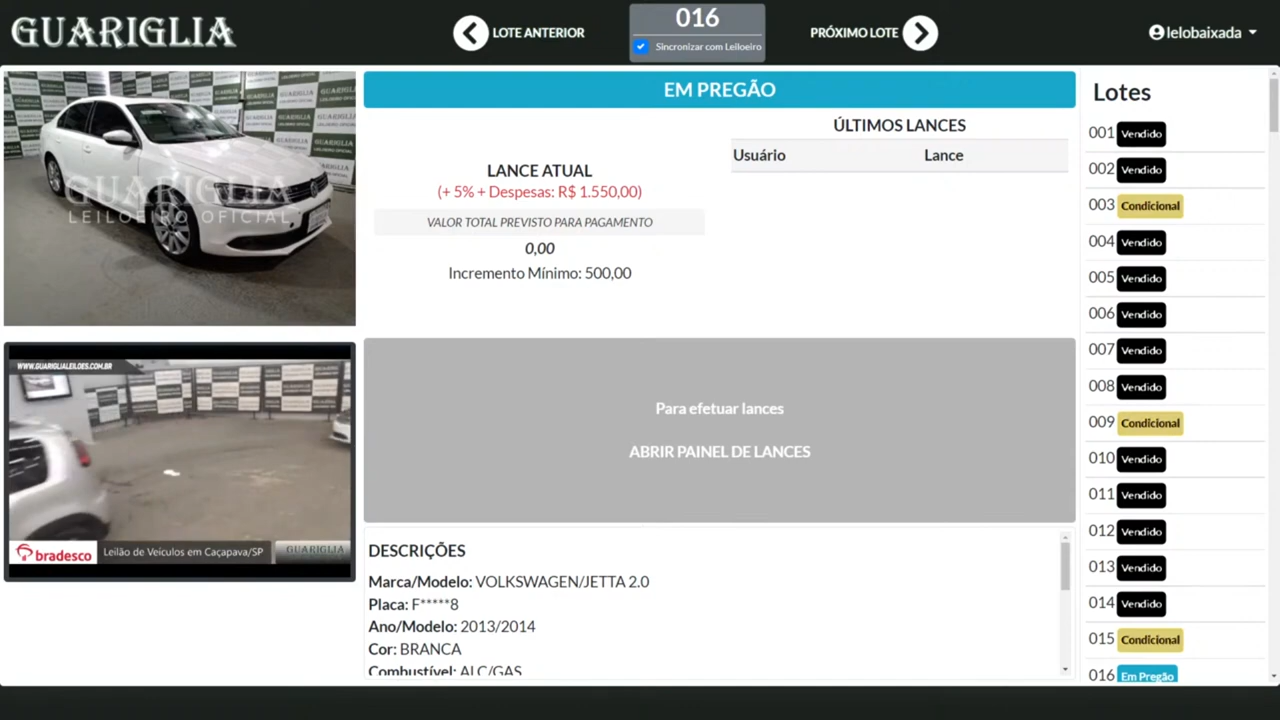 GUARIGLIA
LOTE ANTERIOR
016
Sincronizar com Leiloeiro
PRÓXIMO LOTE
lelobaixada
GUARIGLIA
LEILOEIRO OFICIAL
EM PREGÃO
LANCE ATUAL
(+ 5% + Despesas: R$ 1.550,00)
VALOR TOTAL PREVISTO PARA PAGAMENTO
0,00
Incremento Mínimo: 500,00
ÚLTIMOS LANCES
Usuário Lance
Para efetuar lances
ABRIR PAINEL DE LANCES
WWW.GUARIGLIALEILOES.COM.BR
bradesco
Leilão de Veículos em Caçapava/SP
GUARIGLIA
DESCRIÇÕES
Marca/Modelo: VOLKSWAGEN/JETTA 2.0
Placa: F*****8
Ano/Modelo: 2013/2014
Cor: BRANCA
Combustível: ALC/GAS
Lotes
001 Vendido
002 Vendido
003 Condicional
004 Vendido
005 Vendido
006 Vendido
007 Vendido
008 Vendido
009 Condicional
010 Vendido
011 Vendido
012 Vendido
013 Vendido
014 Vendido
015 Condicional
016 Em Pregão